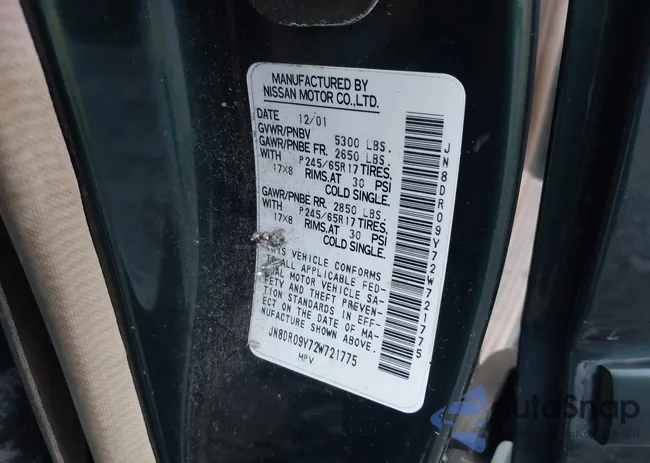 MANUFACTURED BY
NISSAN MOTOR CO.,LTD.
DATE 12/01
GVWR/PNBV 5300 LBS.
GAWR/PNBE FR. 2650 LBS.
WITH P245/65R17 TIRES,
17X8 RIMS,AT 30 PSI
COLD SINGLE.
GAWR/PNBE RR. 2850 LBS.
WITH P245/65R17 TIRES,
17X8 RIMS,AT 30 PSI
COLD SINGLE.
THIS VEHICLE CONFORMS
ALL APPLICABLE FED-
AL MOTOR VEHICLE SA-
FETY AND THEFT PREVEN-
TION STANDARDS IN EFF-
ECT ON THE DATE OF MA-
NUFACTURE SHOWN ABOVE.
JN8DR09Y72W721775
MPV
JN8DR09Y72W721775
AutoSnap